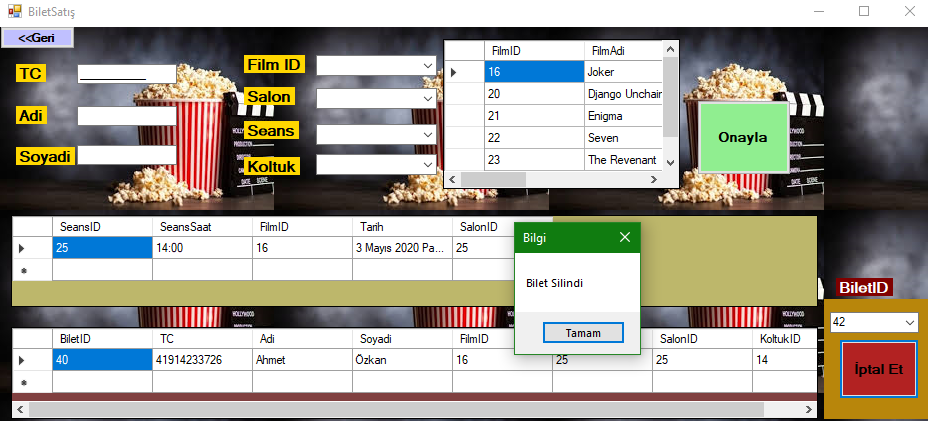 BiletSatış
<<Geri
TC
Adi
Soyadi
Film ID
Salon
Seans
Koltuk
FilmID FilmAdi
16 Joker
20 Django Unchair
21 Enigma
22 Seven
23 The Revenant
Onayla
SeansID SeansSaat FilmID Tarih SalonID
25 14:00 16 3 Mayıs 2020 Pa... 25
Bilgi
Bilet Silindi
Tamam
BiletID TC Adi Soyadi FilmID SalonID KoltukID
40 41914233726 Ahmet Özkan 16 25 25 14
BiletID
42
İptal Et